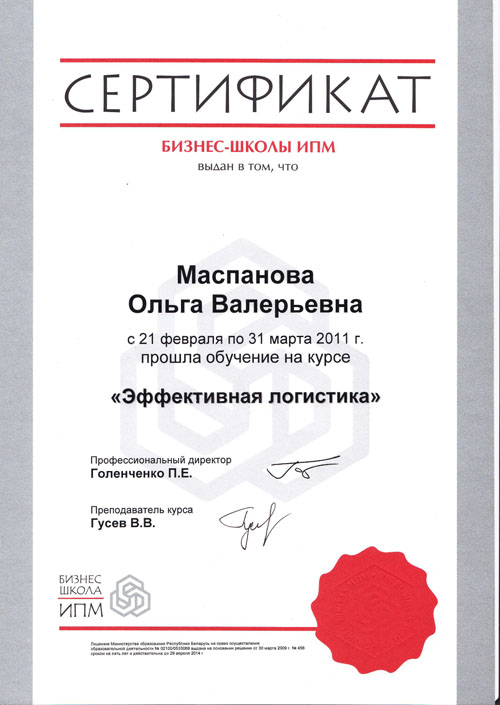 СЕРТИФИКАТ
БИЗНЕС-ШКОЛЫ ИПМ
выдан в том, что
Маспанова
Ольга Валерьевна
с 21 февраля по 31 марта 2011 г.
прошла обучение на курсе
«Эффективная логистика»
Профессиональный директор
Голенченко П.Е.
Преподаватель курса
Гусев В.В.
БИЗНЕС
ШКОЛА
ИПМ
Лицензия Министерства образования Республики Беларусь на право осуществления
образовательной деятельности № 02100/0533089 выдана на основании решения от 30 марта 2009 г. № 456
сроком на пять лет и действительна до 29 апреля 2014 г